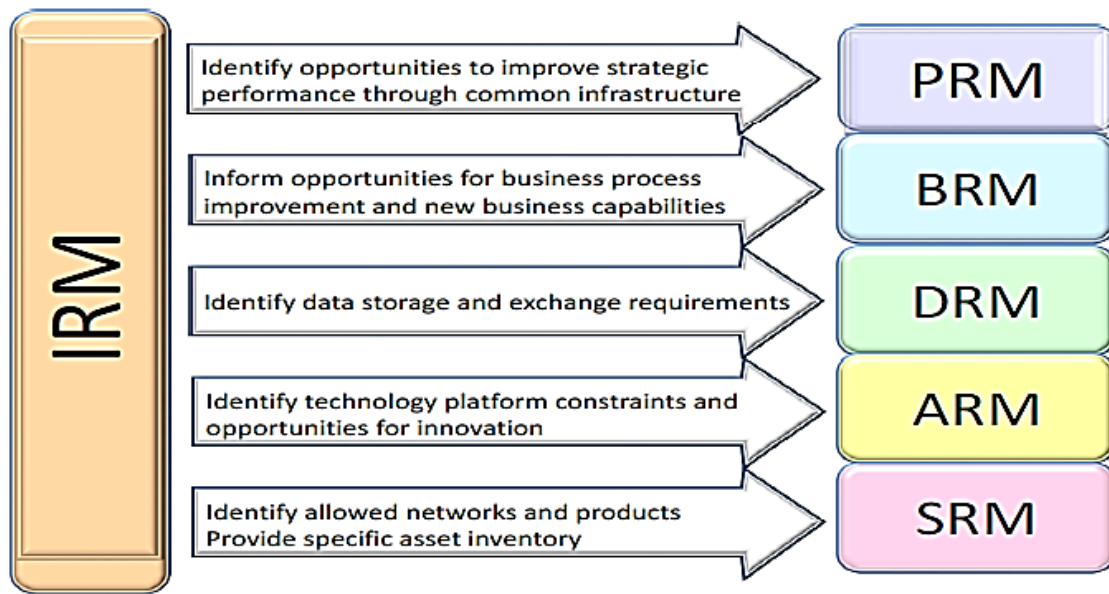 IRM
Identify opportunities to improve strategic
performance through common infrastructure
PRM
Inform opportunities for business process
improvement and new business capabilities
BRM
Identify data storage and exchange requirements
DRM
Identify technology platform constraints and
opportunities for innovation
ARM
Identify allowed networks and products
Provide specific asset inventory
SRM